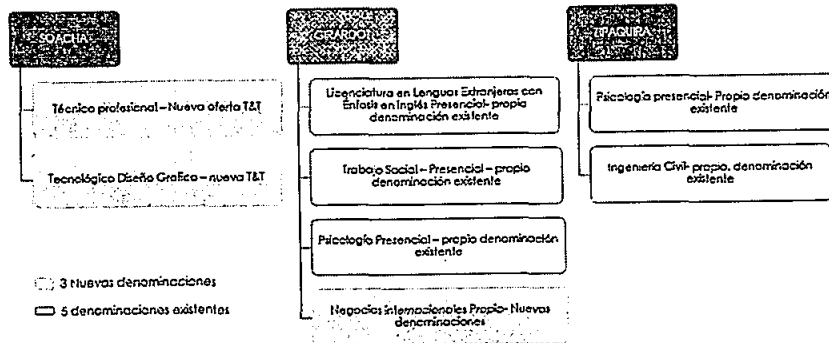 SOACHA
Técnico profesional – Nueva oferta T&T
Tecnológico Diseño Grafico – nueva T&T
3 Nuevas denominaciones
5 denominaciones existentes
GIRARDOT
Licenciatura en Lenguas Extranjeras con
Énfasis en Inglés Presencial- propia
denominación existente
Trabajo Social – Presencial – propio
denominación existente
Psicología Presencial – propio denominación
existente
Negocios internacionales Propio- Nuevas
denominaciones
ZIPAQUIRA
Psicología presencial- Propio denominación
existente
Ingeniería Civil- propio. denominación
existente